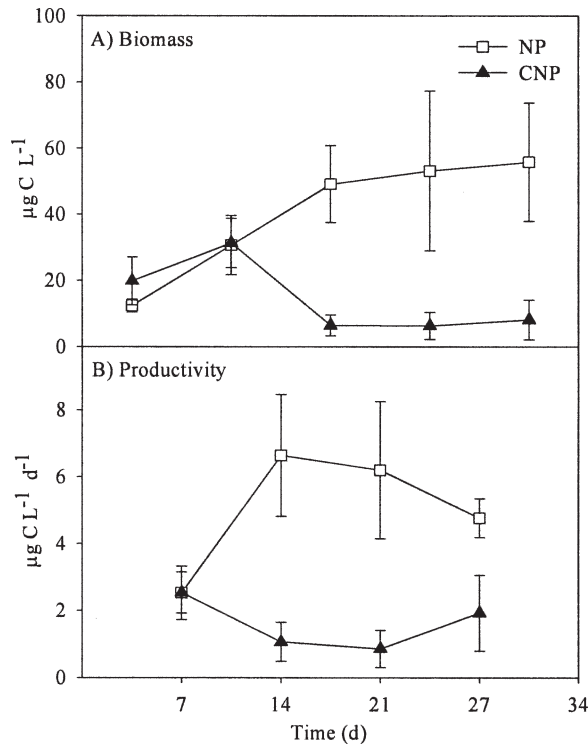 100
A) Biomass
NP
CNP
80
60
40
20
0
µg C L⁻¹
B) Productivity
8
6
4
2
0
µg C L⁻¹ d⁻¹
7 14 21 27 34
Time (d)